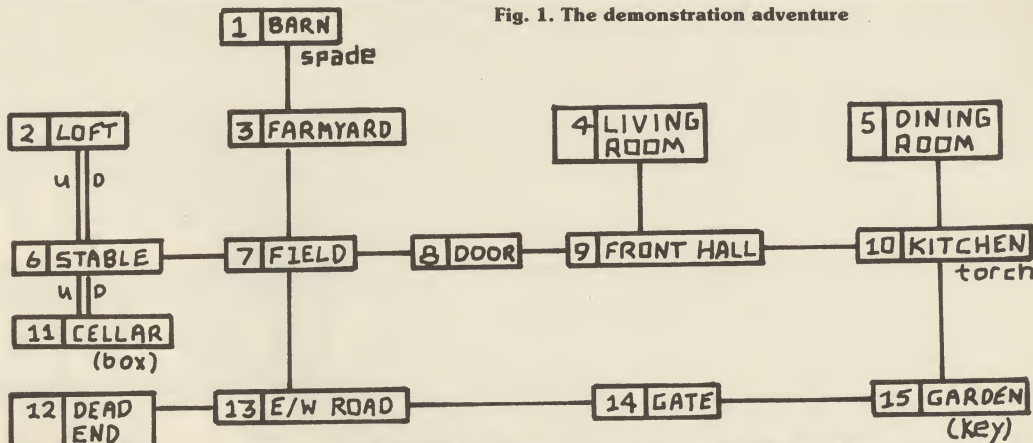 Fig. 1. The demonstration adventure
1 BARN
spade
2 LOFT
3 FARMYARD
4 LIVING
ROOM
5 DINING
ROOM
U D
6 STABLE
7 FIELD
8 DOOR
9 FRONT HALL
10 KITCHEN
torch
U D
11 CELLAR
(box)
12 DEAD
END
13 E/W ROAD
14 GATE
15 GARDEN
(key)